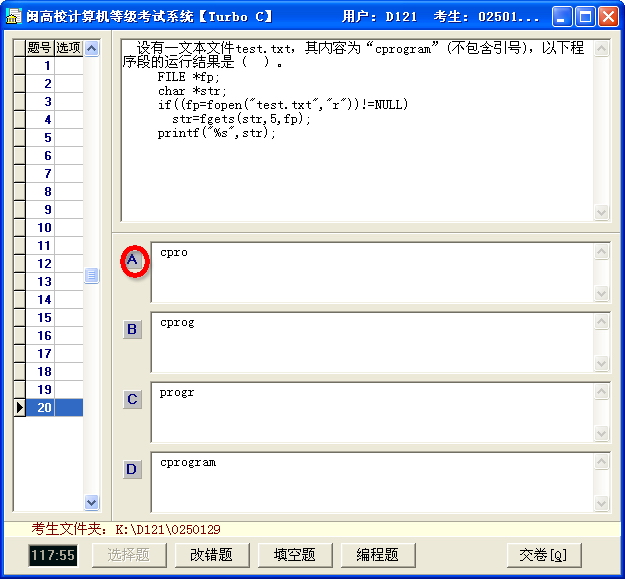 闽高校计算机等级考试系统【Turbo C】 用户: D121 考生: 02501...
题号 选项
1
2
3
4
5
6
7
8
9
10
11
12
13
14
15
16
17
18
19
20
设有一文本文件test.txt，其内容为“cprogram”(不包含引号)，以下程
序段的运行结果是（ ）。
FILE *fp;
char *str;
if((fp=fopen("test.txt","r"))!=NULL)
str=fgets(str,5,fp);
printf("%s",str);
A cpro
B cprog
C progr
D cprogram
考生文件夹: K:\D121\0250129
117:55 选择题 改错题 填空题 编程题 交卷[Q]